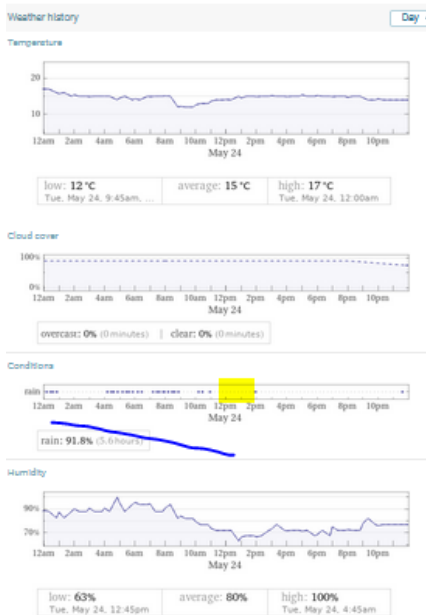 Weather history Day
Temperature
20
10
12am 2am 4am 6am 8am 10am 12pm 2pm 4pm 6pm 8pm 10pm
May 24
low: 12 °C average: 15 °C high: 17 °C
Tue, May 24, 9:45am, ... Tue, May 24, 12:00am
Cloud cover
100%
0%
12am 2am 4am 6am 8am 10am 12pm 2pm 4pm 6pm 8pm 10pm
May 24
overcast: 0% (0 minutes) | clear: 0% (0 minutes)
Conditions
rain
12am 2am 4am 6am 8am 10am 12pm 2pm 4pm 6pm 8pm 10pm
May 24
rain: 91.8% (5.6 hours)
Humidity
90%
70%
12am 2am 4am 6am 8am 10am 12pm 2pm 4pm 6pm 8pm 10pm
May 24
low: 63% average: 80% high: 100%
Tue, May 24, 12:45pm Tue, May 24, 4:45am